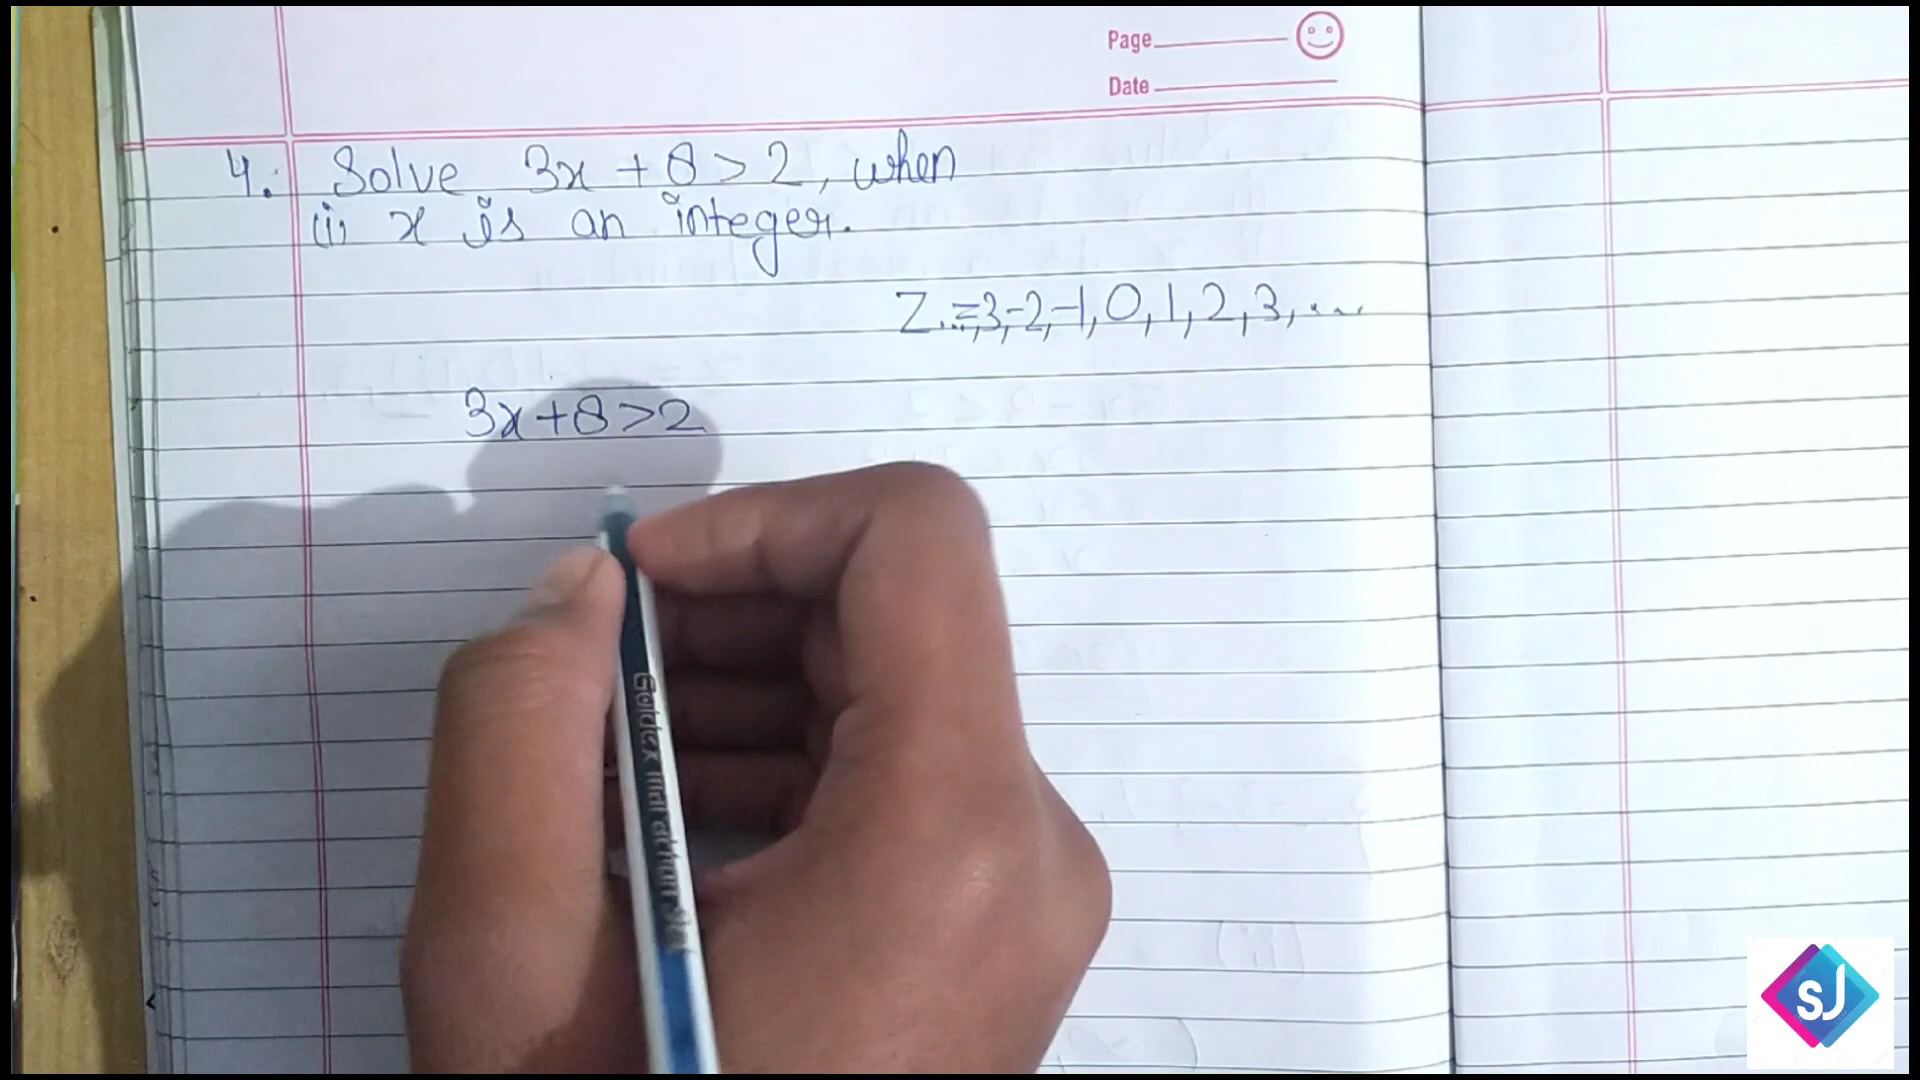 Page
Date
4. Solve 3x + 8 > 2, when
(i) x is an integer.
Z..=,3,-2,-1,0,1,2,3,...
3x+8>2
Goldex
SJ